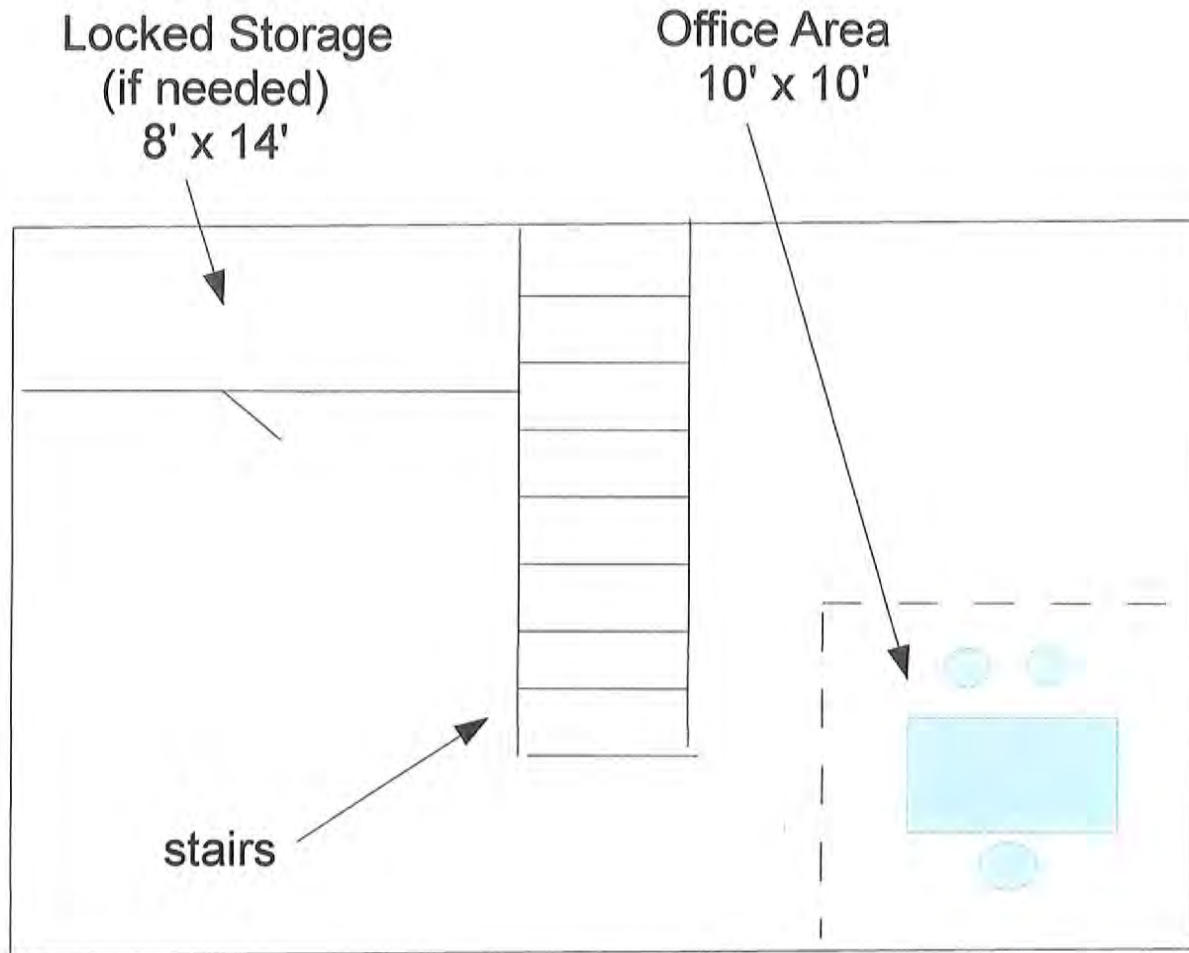 Locked Storage
(if needed)
8' x 14'
Office Area
10' x 10'
stairs